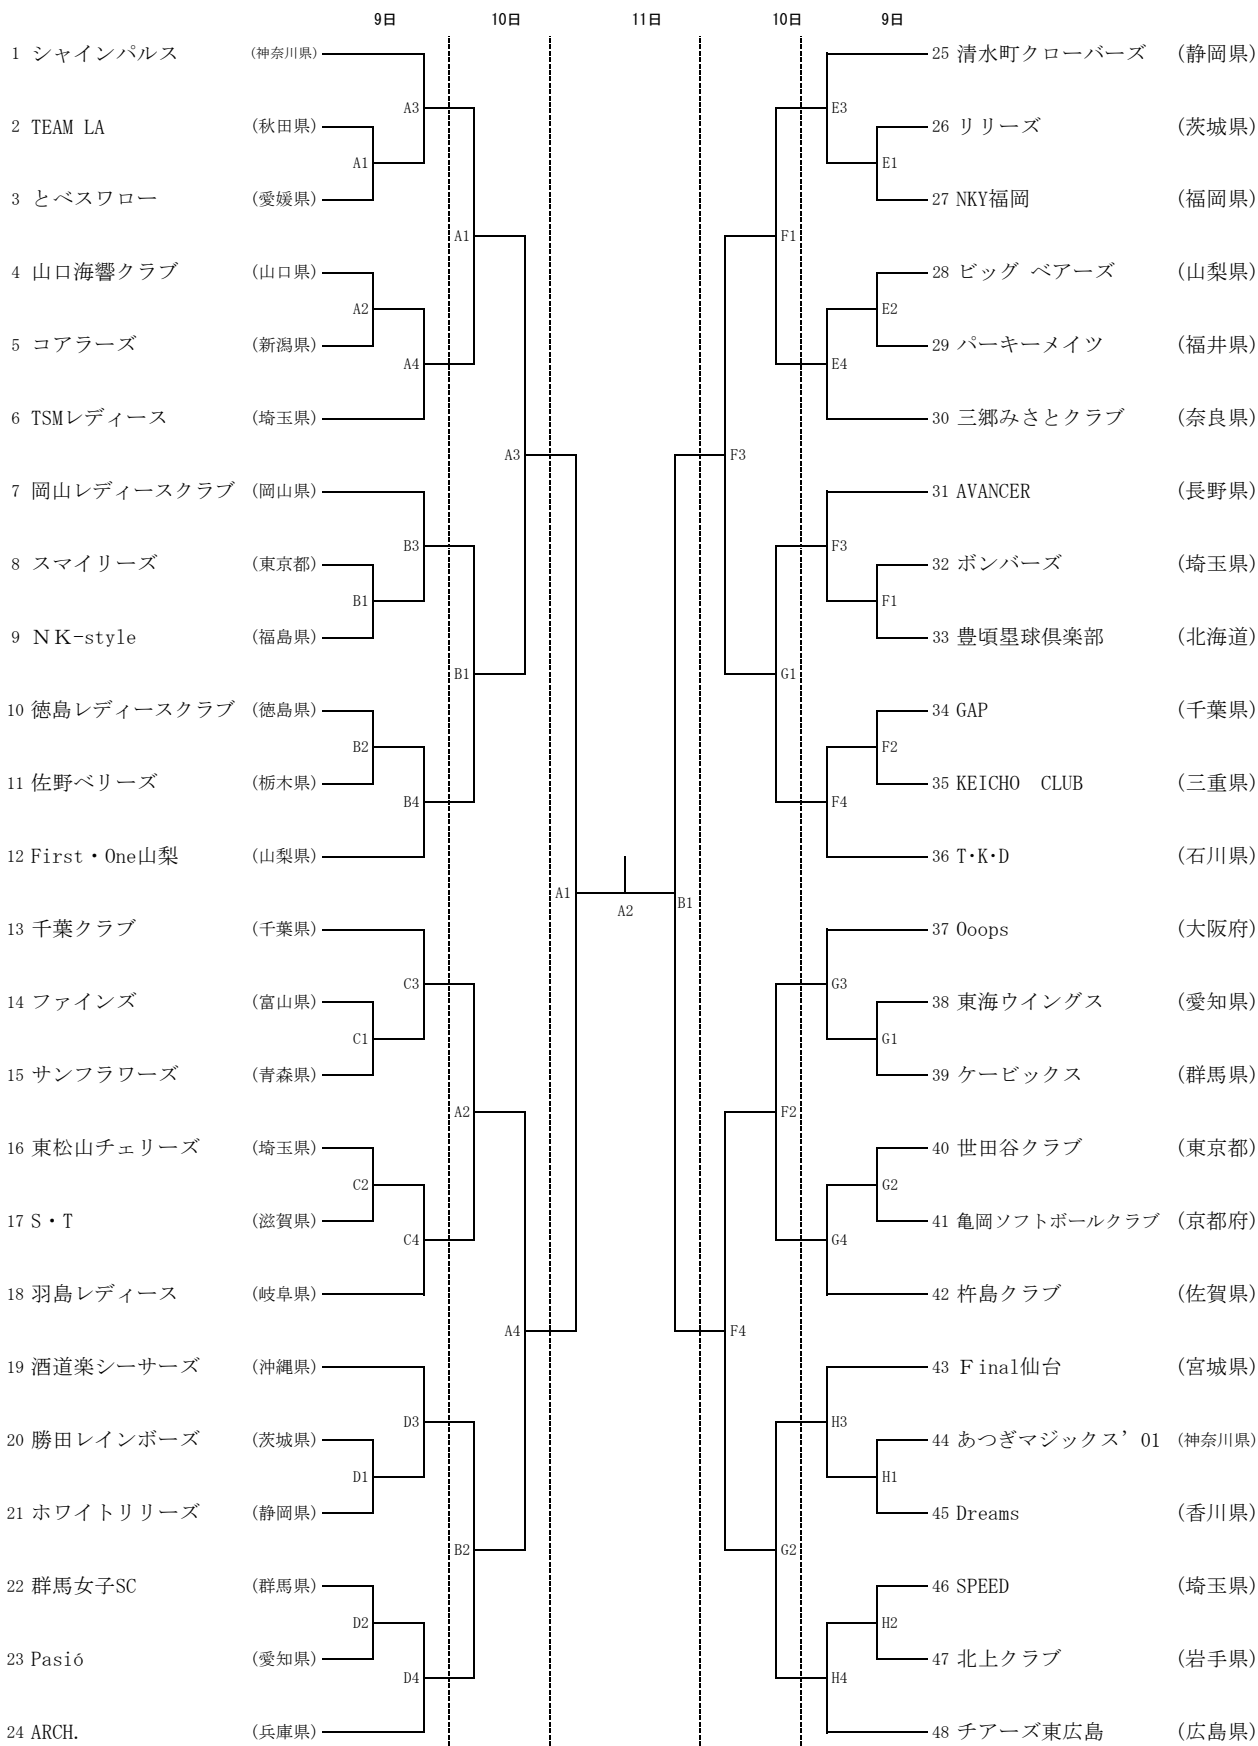 9日 10日 11日 10日 9日
1 シャインパルス (神奈川県)
A3
2 TEAM LA (秋田県)
A1
3 とべスワロー (愛媛県)
A1
4 山口海響クラブ (山口県)
A2
5 コアラーズ (新潟県)
A4
6 TSMレディース (埼玉県)
A3
7 岡山レディースクラブ (岡山県)
B3
8 スマイリーズ (東京都)
B1
9 ＮＫ-style (福島県)
B1
10 徳島レディースクラブ (徳島県)
B2
11 佐野ベリーズ (栃木県)
B4
12 First・One山梨 (山梨県)
A1
13 千葉クラブ (千葉県)
C3
14 ファインズ (富山県)
C1
15 サンフラワーズ (青森県)
A2
16 東松山チェリーズ (埼玉県)
C2
17 S・T (滋賀県)
C4
18 羽島レディース (岐阜県)
A4
19 酒道楽シーサーズ (沖縄県)
D3
20 勝田レインボーズ (茨城県)
D1
21 ホワイトリリーズ (静岡県)
B2
22 群馬女子SC (群馬県)
D2
23 Pasió (愛知県)
D4
24 ARCH. (兵庫県)
A2
25 清水町クローバーズ (静岡県)
E3
26 リリーズ (茨城県)
E1
27 NKY福岡 (福岡県)
F1
28 ビッグ ベアーズ (山梨県)
E2
29 パーキーメイツ (福井県)
E4
30 三郷みさとクラブ (奈良県)
F3
31 AVANCER (長野県)
F3
32 ボンバーズ (埼玉県)
F1
33 豊頃塁球倶楽部 (北海道)
G1
34 GAP (千葉県)
F2
35 KEICHO　CLUB (三重県)
F4
36 T・K・D (石川県)
B1
37 Ooops (大阪府)
G3
38 東海ウイングス (愛知県)
G1
39 ケービックス (群馬県)
F2
40 世田谷クラブ (東京都)
G2
41 亀岡ソフトボールクラブ (京都府)
G4
42 杵島クラブ (佐賀県)
F4
43 Ｆinal仙台 (宮城県)
H3
44 あつぎマジックス’01 (神奈川県)
H1
45 Dreams (香川県)
G2
46 SPEED (埼玉県)
H2
47 北上クラブ (岩手県)
H4
48 チアーズ東広島 (広島県)